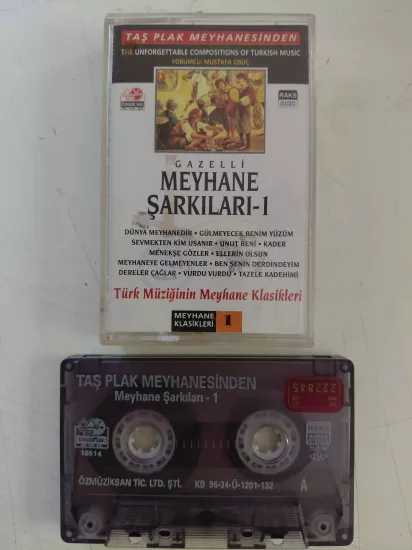 TAŞ PLAK MEYHANESİNDEN
THE UNFORGETTABLE COMPOSITIONS OF TURKISH MUSIC
YORUMCU: MUSTAFA ORUÇ
RAKS
GAZELLİ
MEYHANE
ŞARKILARI-1
DÜNYA MEYHANEDİR • GÜLMEYECEK BENİM YÜZÜM
SEVMEKTEN KİM USANIR • UNUT BENİ • KADER
MENEKŞE GÖZLER • ELLERİN OLSUN
MEYHANEYE GELMEYENLER • BEN SENİN DERDİNDEYİM
DERELER ÇAĞLAR • VURDU VURDU • TAZELE KADEHİMİ
Türk Müziğinin Meyhane Klasikleri
MEYHANE
KLASİKLERİ 1
TAŞ PLAK MEYHANESİNDEN
Meyhane Şarkıları - 1
227845
RAKS
16514
ÖZMÜZİKSAN TİC. LTD. ŞTİ. KB 96-34-Ü-1201-132 A